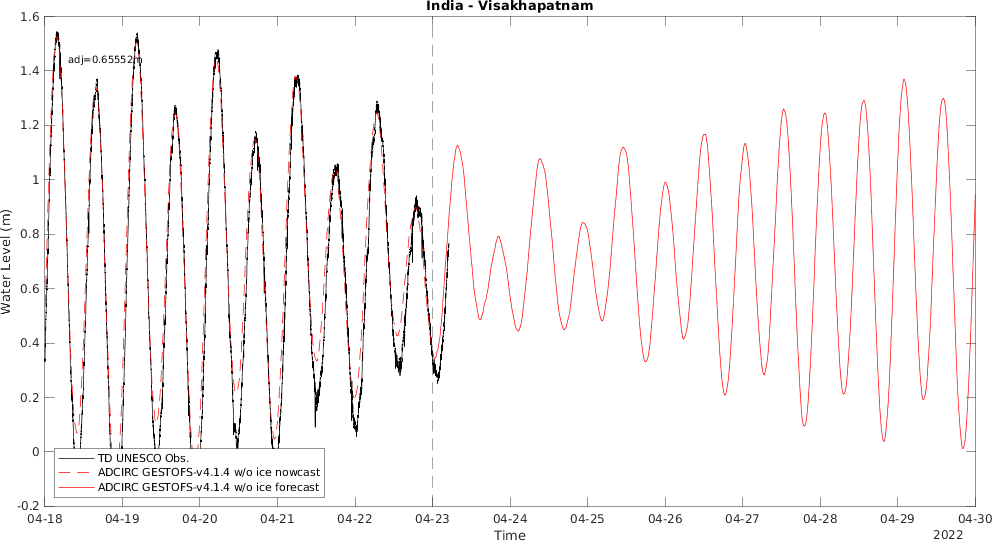 India - Visakhapatnam
1.6
1.4
1.2
1
0.8
0.6
0.4
0.2
0
-0.2
Water Level (m)
adj=0.65552m
TD UNESCO Obs.
ADCIRC GESTOFS-v4.1.4 w/o ice nowcast
ADCIRC GESTOFS-v4.1.4 w/o ice forecast
04-18 04-19 04-20 04-21 04-22 04-23 04-24 04-25 04-26 04-27 04-28 04-29 04-30
Time
2022